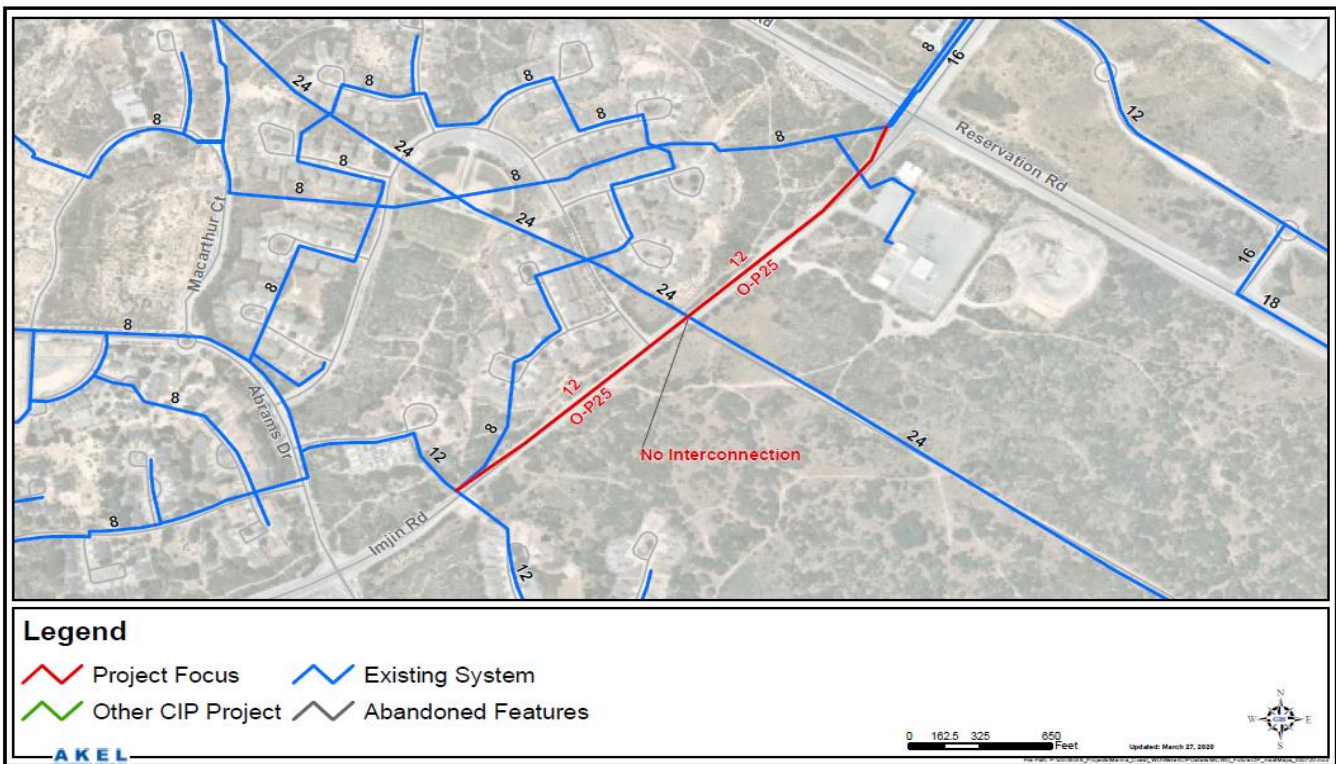 Rd
8
16
24
8
8
24
8
12
Reservation Rd
8
8
8
Macarthur Ct
24
16
8
12
O-P25
24
18
8
12
O-P25
8
Abrams Dr
8
24
No Interconnection
12
8
Imjin Rd
12
Legend
Project Focus
Existing System
Other CIP Project
Abandoned Features
N
W GIS E
S
0 162.5 325 650
Feet
Updated: March 27, 2020
AKEL